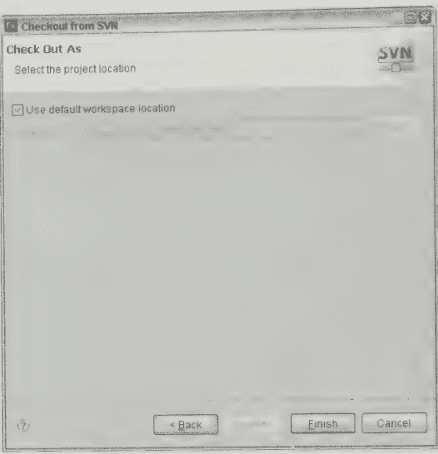 Checkout from SVN
Check Out As
SVN
Select the project location
Use default workspace location
< Back
Finish
Cancel